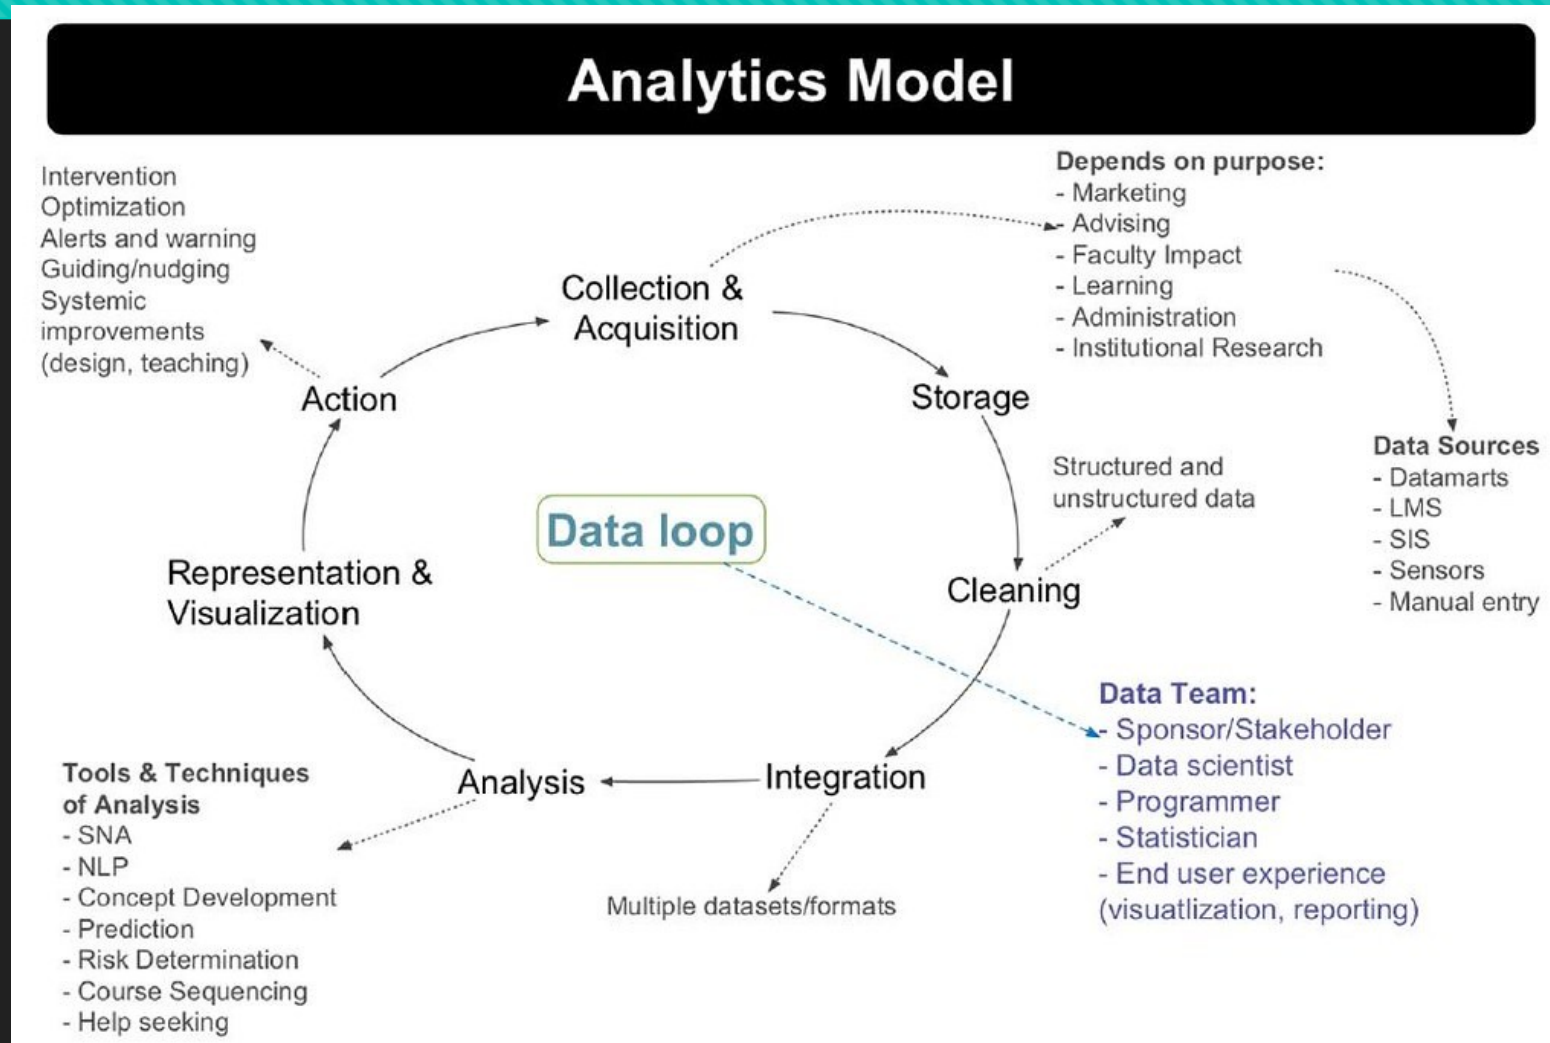 Analytics Model
Intervention
Optimization
Alerts and warning
Guiding/nudging
Systemic
improvements
(design, teaching)
Collection &
Acquisition
Depends on purpose:
- Marketing
- Advising
- Faculty Impact
- Learning
- Administration
- Institutional Research
Action
Storage
Data Sources
- Datamarts
- LMS
- SIS
- Sensors
- Manual entry
Structured and
unstructured data
Data loop
Representation &
Visualization
Cleaning
Data Team:
- Sponsor/Stakeholder
- Data scientist
- Programmer
- Statistician
- End user experience
(visuatlization, reporting)
Analysis
Integration
Tools & Techniques
of Analysis
- SNA
- NLP
- Concept Development
- Prediction
- Risk Determination
- Course Sequencing
- Help seeking
Multiple datasets/formats